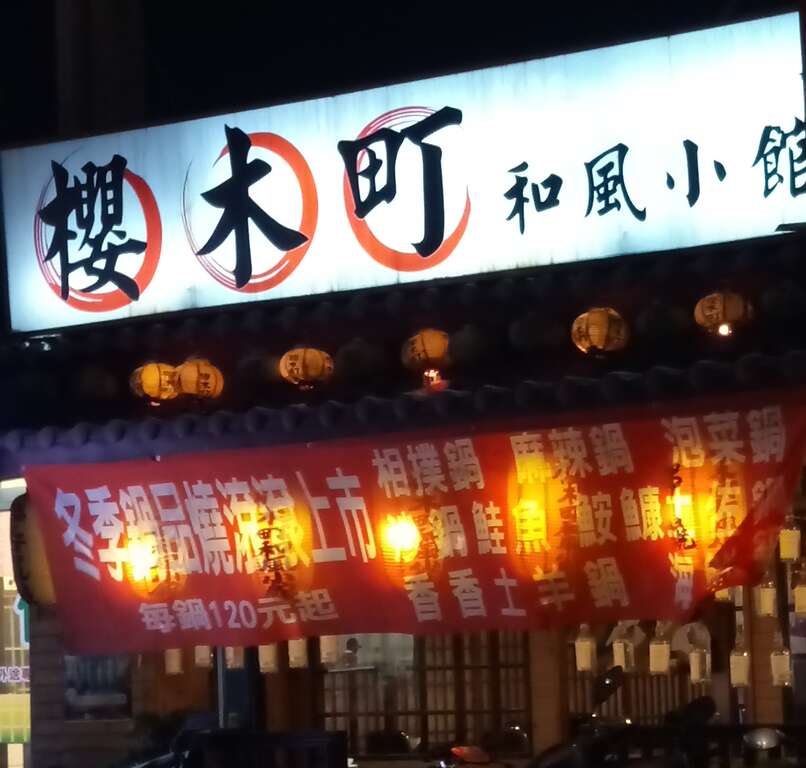 櫻木町 和風小館
冬季鍋品燒滾滾上市
每鍋120元起
相撲鍋 麻辣鍋 泡菜鍋
鍋 鮭魚 鮟鱇
香香土羊鍋 海